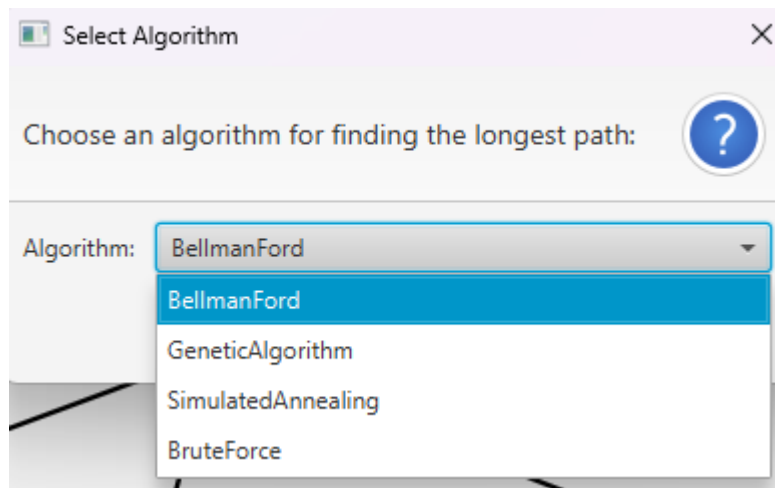 Select Algorithm
Choose an algorithm for finding the longest path:
?
Algorithm: BellmanFord
BellmanFord
GeneticAlgorithm
SimulatedAnnealing
BruteForce